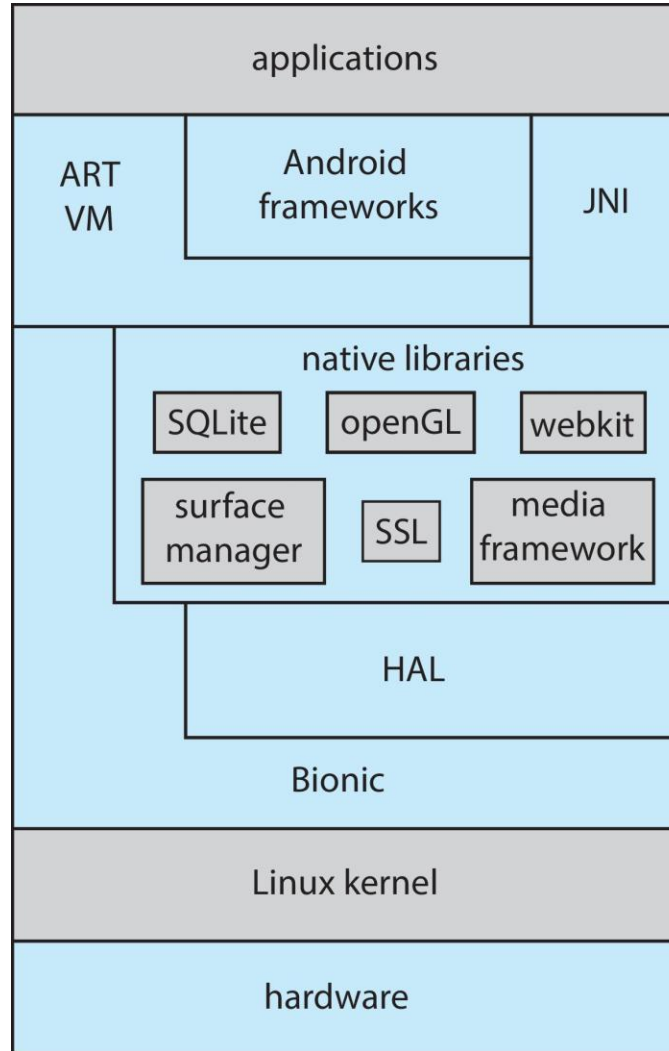 applications
ART
VM
Android
frameworks
JNI
native libraries
SQLite
openGL
webkit
surface
manager
SSL
media
framework
HAL
Bionic
Linux kernel
hardware